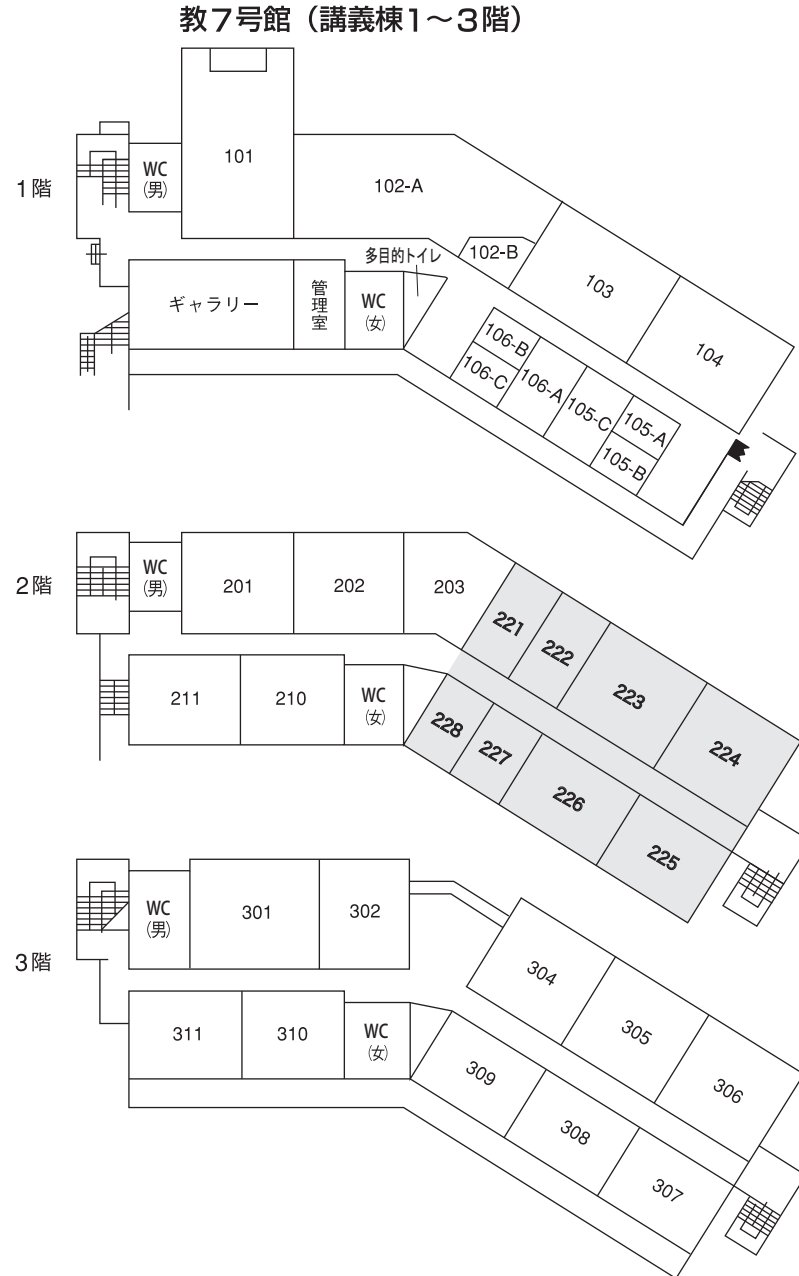 教7号館（講義棟1～3階）
1階
WC
(男)
101
102-A
102-B
103
104
多目的トイレ
ギャラリー
管理室
WC
(女)
106-B
106-C
106-A
105-C
105-A
105-B
2階
WC
(男)
201
202
203
221
222
223
224
211
210
WC
(女)
228
227
226
225
3階
WC
(男)
301
302
304
305
306
311
310
WC
(女)
309
308
307